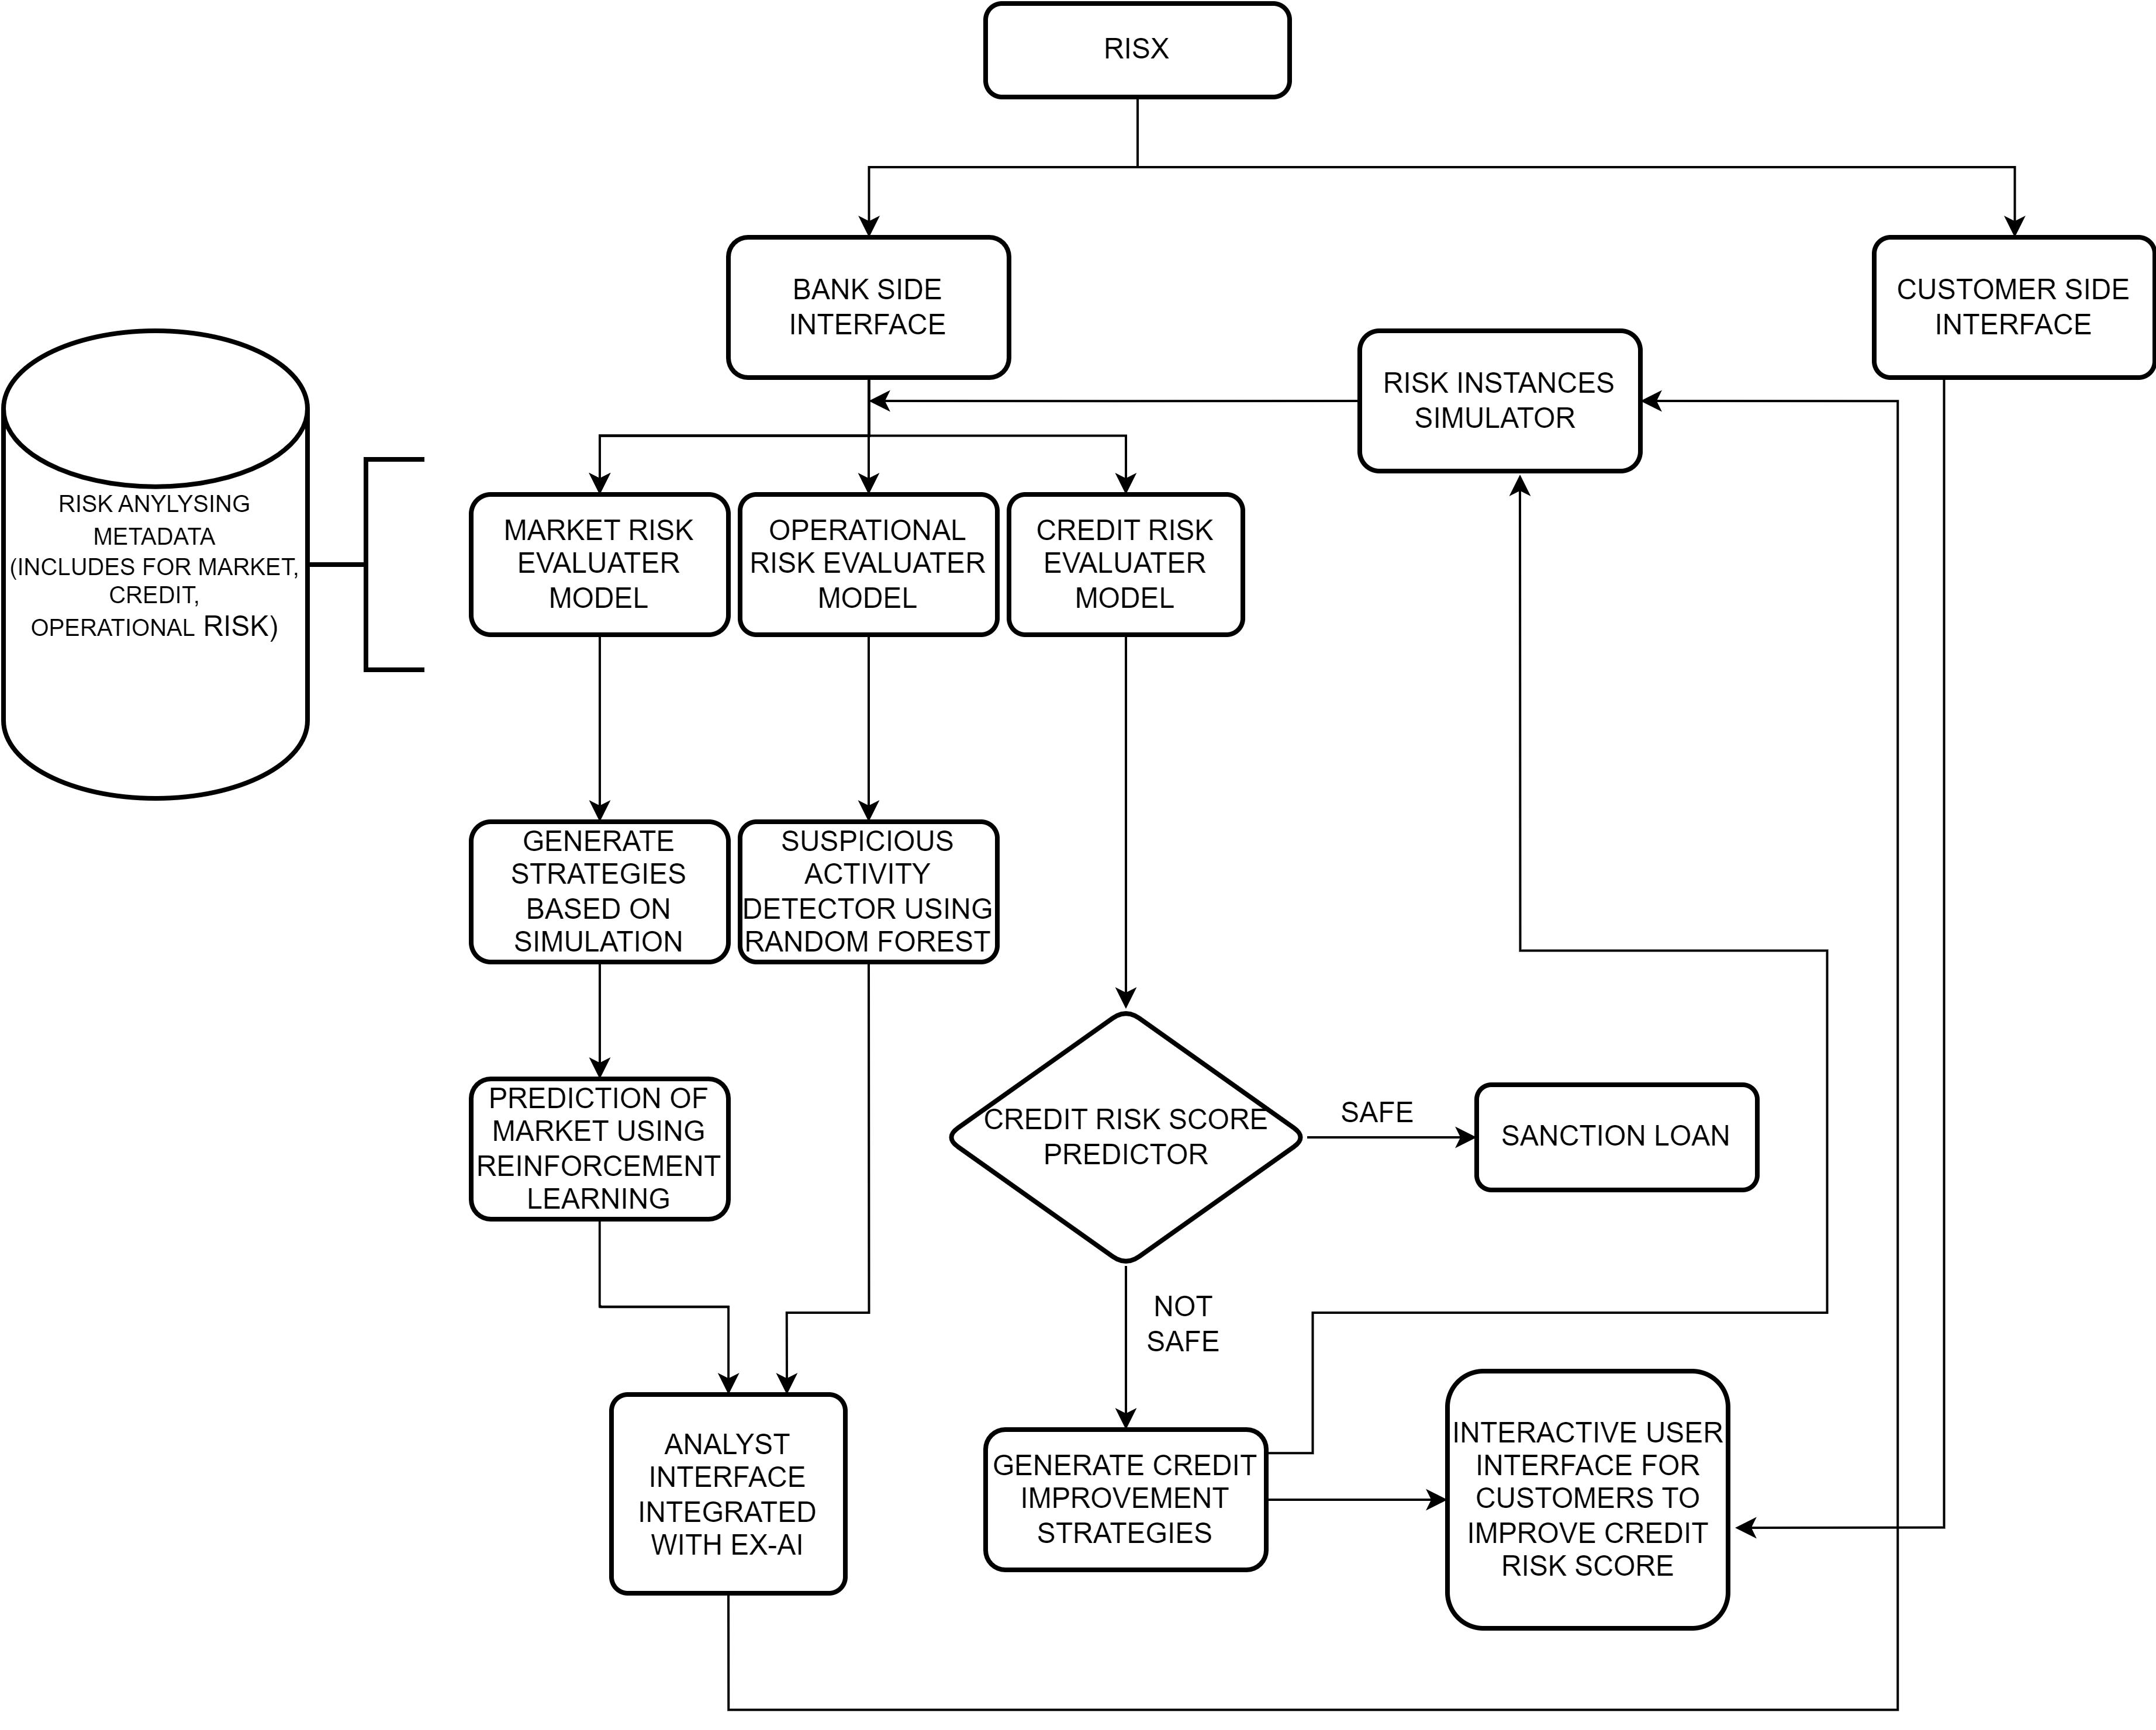 RISX
BANK SIDE
INTERFACE
CUSTOMER SIDE
INTERFACE
RISK INSTANCES
SIMULATOR
RISK ANYLYSING
METADATA
(INCLUDES FOR MARKET,
CREDIT,
OPERATIONAL RISK)
MARKET RISK
EVALUATER
MODEL
OPERATIONAL
RISK EVALUATER
MODEL
CREDIT RISK
EVALUATER
MODEL
GENERATE
STRATEGIES
BASED ON
SIMULATION
SUSPICIOUS
ACTIVITY
DETECTOR USING
RANDOM FOREST
PREDICTION OF
MARKET USING
REINFORCEMENT
LEARNING
CREDIT RISK SCORE
PREDICTOR
SAFE
SANCTION LOAN
NOT
SAFE
ANALYST
INTERFACE
INTEGRATED
WITH EX-AI
GENERATE CREDIT
IMPROVEMENT
STRATEGIES
INTERACTIVE USER
INTERFACE FOR
CUSTOMERS TO
IMPROVE CREDIT
RISK SCORE